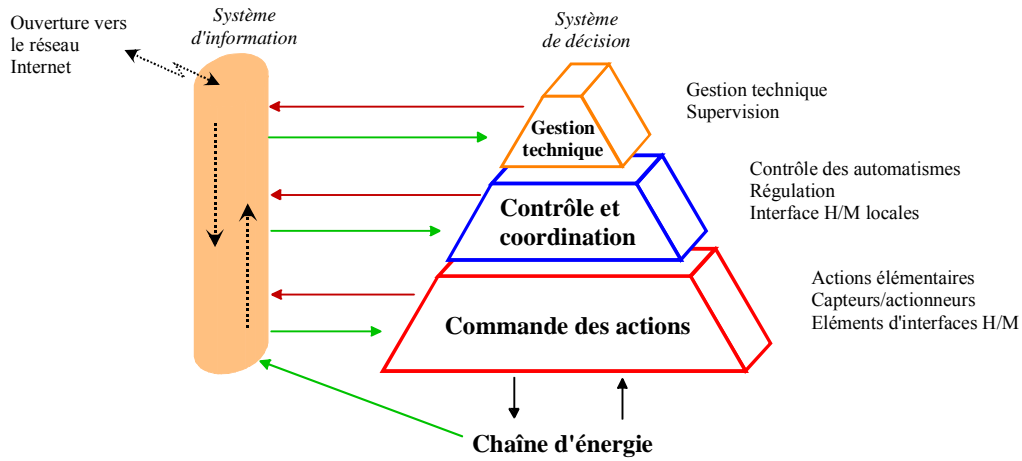 Ouverture vers
le réseau
Internet
Système
d'information
Système
de décision
Gestion
technique
Gestion technique
Supervision
Contrôle et
coordination
Contrôle des automatismes
Régulation
Interface H/M locales
Commande des actions
Actions élémentaires
Capteurs/actionneurs
Eléments d'interfaces H/M
Chaîne d'énergie